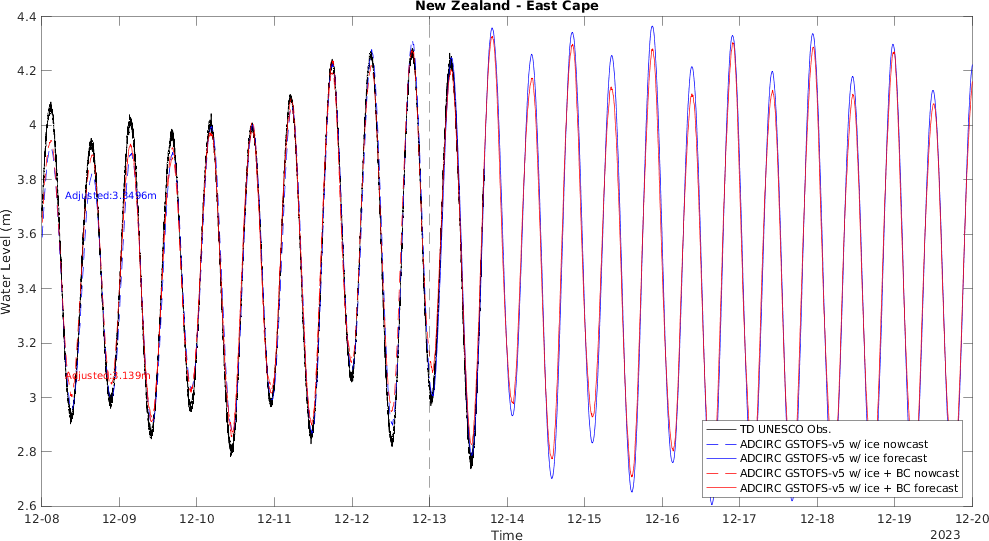 New Zealand - East Cape
4.4
4.2
4
3.8
3.6
3.4
3.2
3
2.8
2.6
Water Level (m)
Adjusted:3.3496m
Adjusted:3.139m
TD UNESCO Obs.
ADCIRC GSTOFS-v5 w/ ice nowcast
ADCIRC GSTOFS-v5 w/ ice forecast
ADCIRC GSTOFS-v5 w/ ice + BC nowcast
ADCIRC GSTOFS-v5 w/ ice + BC forecast
12-08 12-09 12-10 12-11 12-12 12-13 12-14 12-15 12-16 12-17 12-18 12-19 12-20
Time
2023